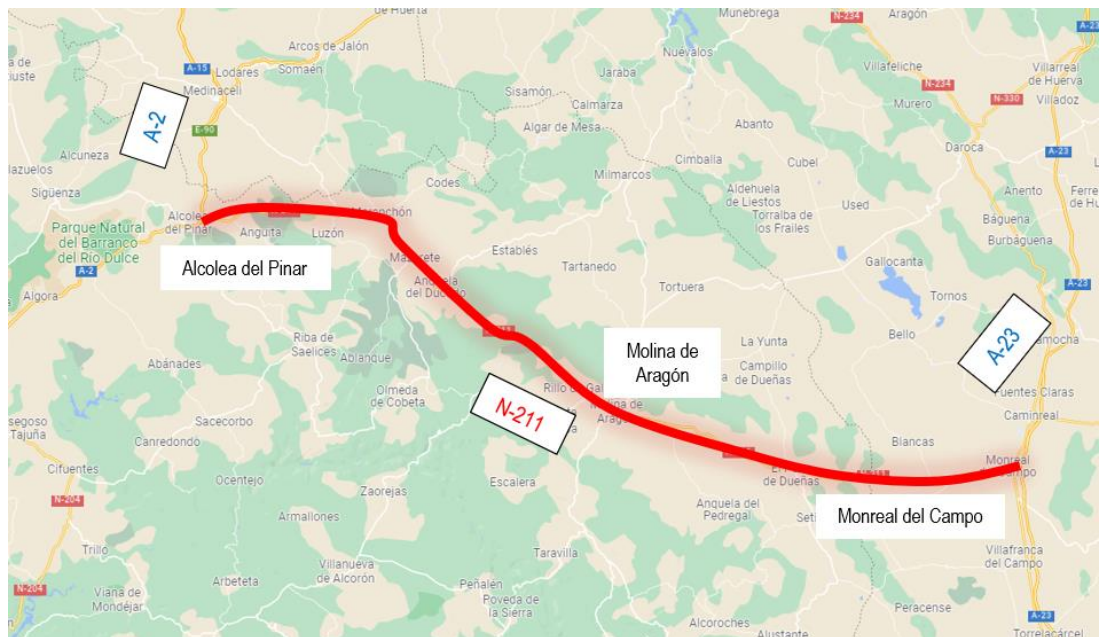 de Huerta
Munébrega
N-234
Aragón
A-23
A-15
Arcos de Jalón
Lodares
Somaén
Nuévalos
Villafeliche
Villarreal
de Huerva
Medinaceli
Jaraba
N-234
N-330
Villadoz
Sisamón
Calmarza
Murero
A-2
E-90
Algar de Mesa
Abanto
Daroca
A-23
Alcuneza
Cimballa
Cubel
Sigüenza
Codes
Milmarcos
Aldehuela
de Liestos
Used
Anento
Parque Natural
del Barranco
del Río Dulce
Alcolea
del Pinar
Anguita
Luzón
Torralba de
los Frailes
Báguena
Burbáguena
Establés
Alcolea del Pinar
Tartanedo
Gallocanta
A-2
A-23
Algora
Tortuera
Tornos
Riba de
Saelices
Ablanque
Molina de
Aragón
La Yunta
Bello
A-23
Abánades
Campillo
de Dueñas
Olmeda
de Cobeta
N-211
Fuentes Claras
Sacecorbo
Caminreal
Canredondo
Blancas
Cifuentes
Ocentejo
Escalera
Monreal
N-204
Zaorejas
Anquela del
Pedregal
Monreal del Campo
Armallones
Trillo
Taravilla
Villafranca
del Campo
Villanueva
de Alcorón
N-204
Arbeteta
Peñalén
Viana de
Mondéjar
Poveda de
la Sierra
Peracense
A-23
Alcoroches
Alustante
Torrelacárcel